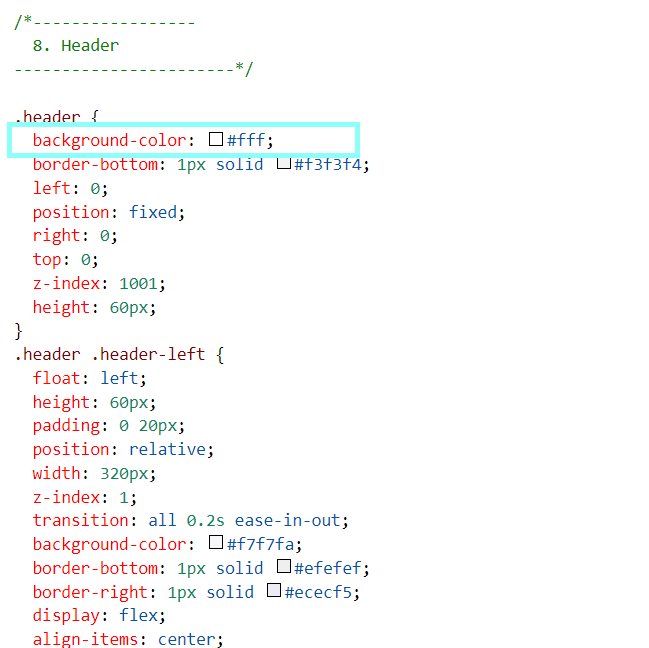 /*-----------------
8. Header
-----------------------*/
.header {
background-color: #fff;
border-bottom: 1px solid #f3f3f4;
left: 0;
position: fixed;
right: 0;
top: 0;
z-index: 1001;
height: 60px;
}
.header .header-left {
float: left;
height: 60px;
padding: 0 20px;
position: relative;
width: 320px;
z-index: 1;
transition: all 0.2s ease-in-out;
background-color: #f7f7fa;
border-bottom: 1px solid #efefef;
border-right: 1px solid #ececf5;
display: flex;
align-items: center;